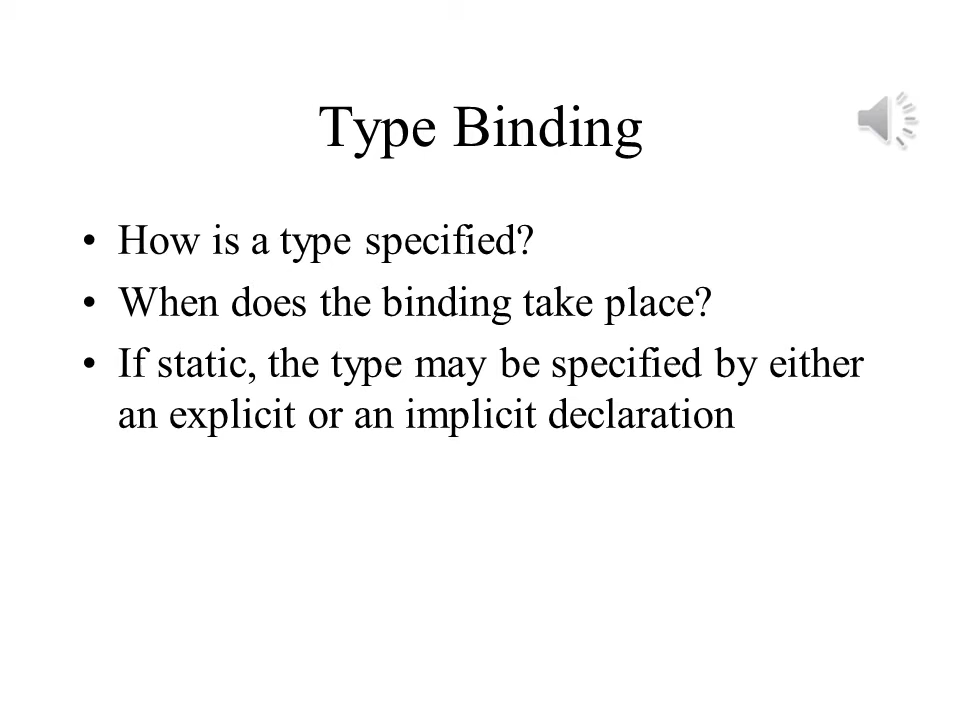 Type Binding
• How is a type specified?
• When does the binding take place?
• If static, the type may be specified by either
an explicit or an implicit declaration